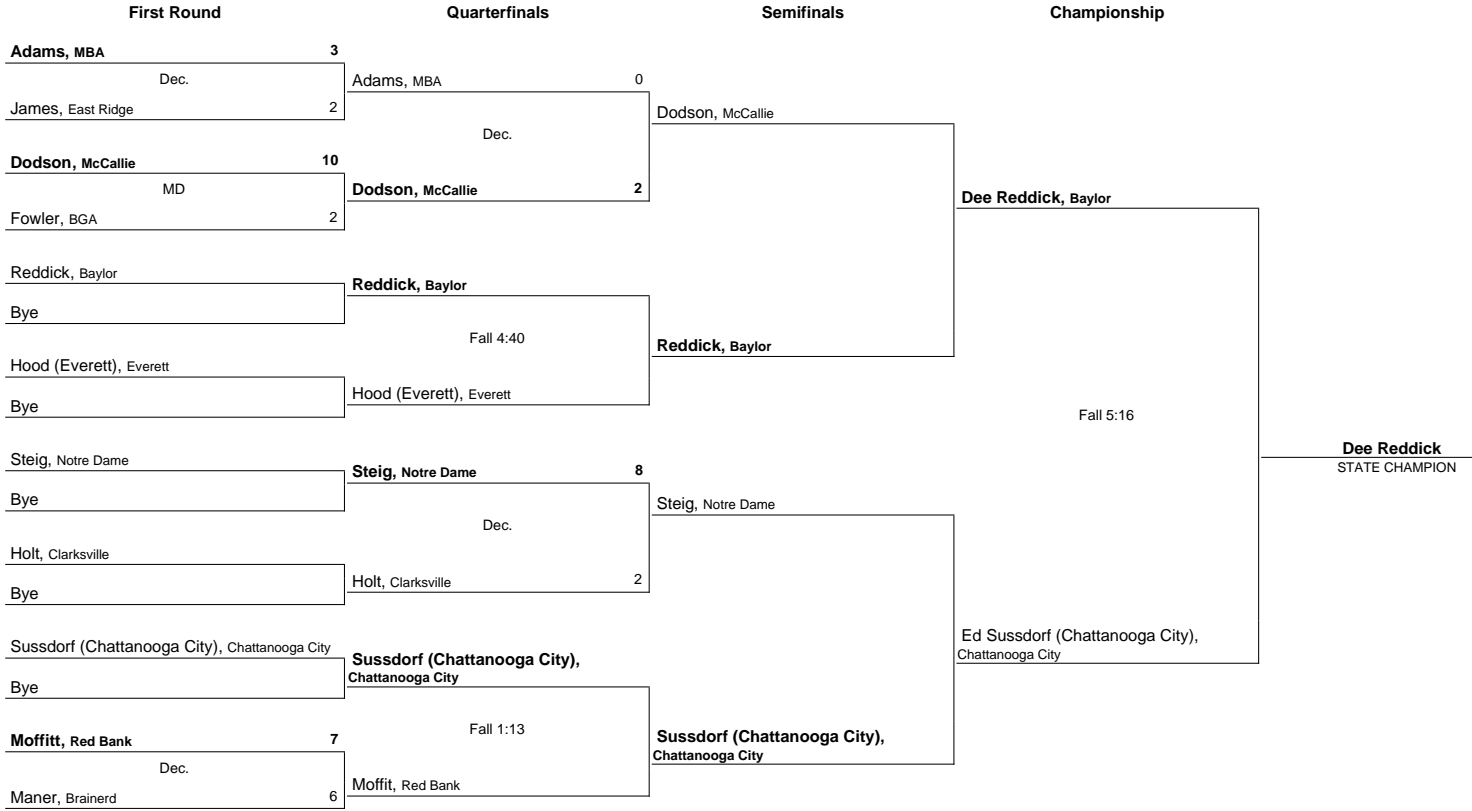 First Round
Quarterfinals
Semifinals
Championship
Adams, MBA 3
Dec.
James, East Ridge 2
Dodson, McCallie 10
MD
Fowler, BGA 2
Reddick, Baylor
Bye
Hood (Everett), Everett
Bye
Steig, Notre Dame
Bye
Holt, Clarksville
Bye
Sussdorf (Chattanooga City), Chattanooga City
Bye
Moffitt, Red Bank 7
Dec.
Maner, Brainerd 6
Adams, MBA 0
Dec.
Dodson, McCallie 2
Reddick, Baylor
Fall 4:40
Hood (Everett), Everett
Steig, Notre Dame 8
Dec.
Holt, Clarksville 2
Sussdorf (Chattanooga City),
Chattanooga City
Fall 1:13
Moffit, Red Bank
Dodson, McCallie
Reddick, Baylor
Steig, Notre Dame
Sussdorf (Chattanooga City),
Chattanooga City
Dee Reddick, Baylor
Fall 5:16
Ed Sussdorf (Chattanooga City),
Chattanooga City
Dee Reddick
STATE CHAMPION